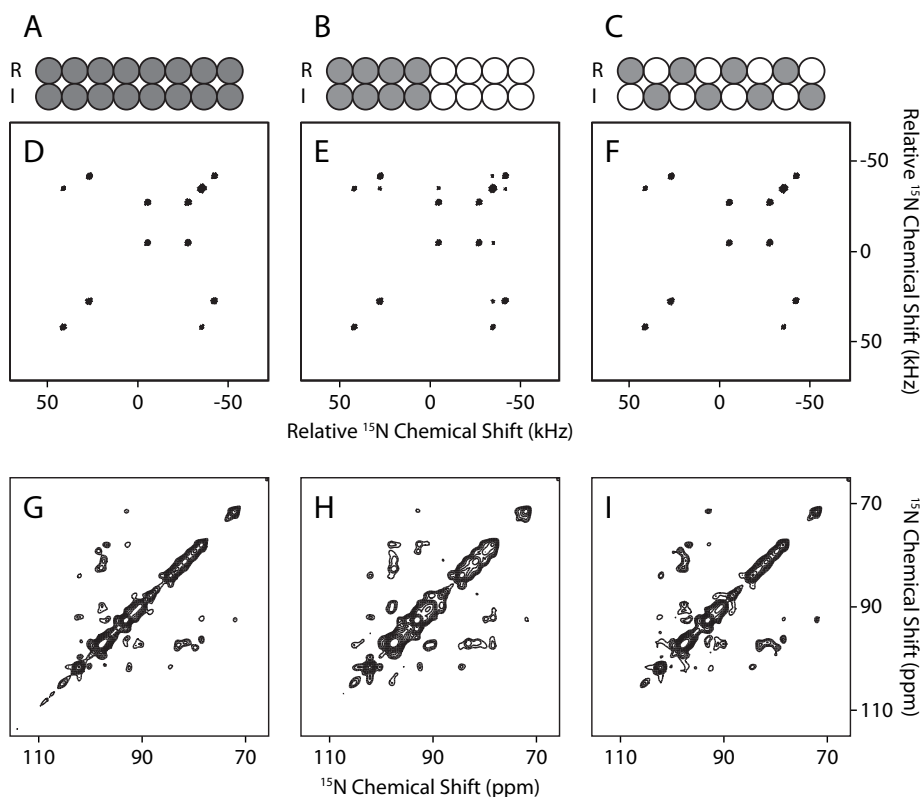 A B C
R R R
I I I
D E F
-50
0
50
Relative ¹⁵N Chemical Shift (kHz)
50 0 -50 50 0 -50 50 0 -50
Relative ¹⁵N Chemical Shift (kHz)
G H I
70
90
110
¹⁵N Chemical Shift (ppm)
110 90 70 110 90 70 110 90 70
¹⁵N Chemical Shift (ppm)